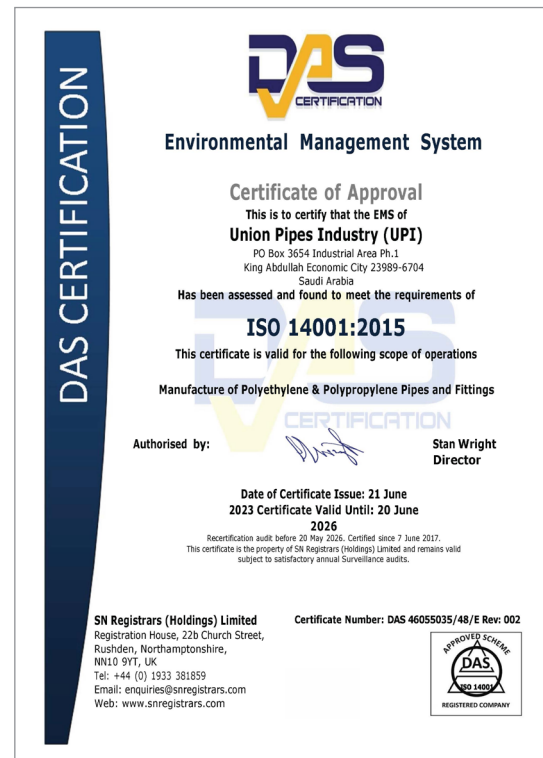 DAS CERTIFICATION
DAS
CERTIFICATION
Environmental Management System
Certificate of Approval
This is to certify that the EMS of
Union Pipes Industry (UPI)
PO Box 3654 Industrial Area Ph.1
King Abdullah Economic City 23989-6704
Saudi Arabia
Has been assessed and found to meet the requirements of
DAS
ISO 14001:2015
This certificate is valid for the following scope of operations
Manufacture of Polyethylene & Polypropylene Pipes and Fittings
CERTIFICATION
Authorised by:
Stan Wright
Director
Date of Certificate Issue: 21 June
2023 Certificate Valid Until: 20 June
2026
Recertification audit before 20 May 2026. Certified since 7 June 2017.
This certificate is the property of SN Registrars (Holdings) Limited and remains valid
subject to satisfactory annual Surveillance audits.
SN Registrars (Holdings) Limited
Registration House, 22b Church Street,
Rushden, Northamptonshire,
NN10 9YT, UK
Tel: +44 (0) 1933 381859
Email: enquiries@snregistrars.com
Web: www.snregistrars.com
Certificate Number: DAS 46055035/48/E Rev: 002
APPROVED SCHEME
DAS
ISO 14001
REGISTERED COMPANY